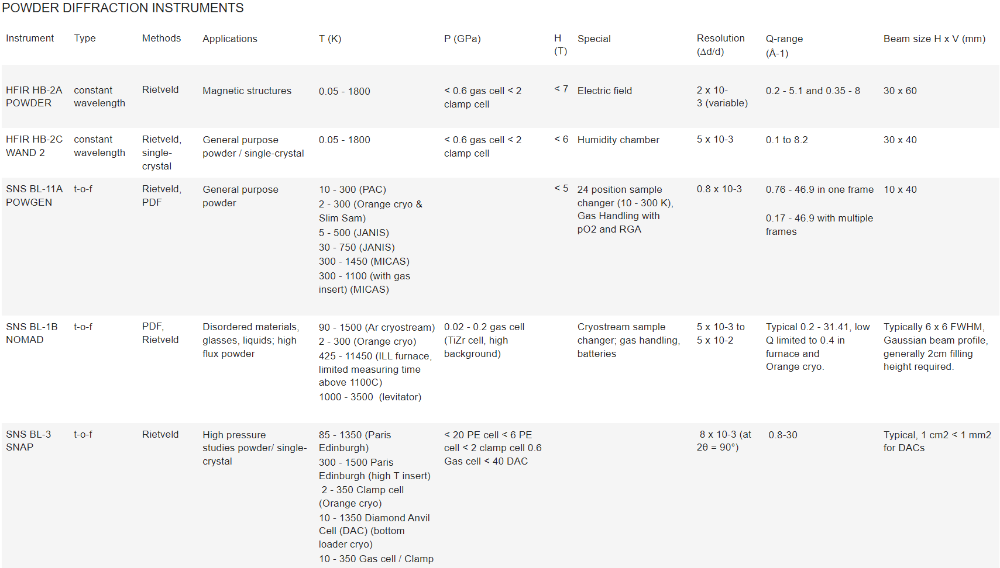 POWDER DIFFRACTION INSTRUMENTS
Instrument
Type
Methods
Applications
T (K)
P (GPa)
H
(T)
Special
Resolution
(Δd/d)
Q-range
(Å-1)
Beam size H x V (mm)
HFIR HB-2A
POWDER
constant
wavelength
Rietveld
Magnetic structures
0.05 - 1800
< 0.6 gas cell < 2
clamp cell
< 7
Electric field
2 x 10-
3 (variable)
0.2 - 5.1 and 0.35 - 8
30 x 60
HFIR HB-2C
WAND 2
constant
wavelength
Rietveld,
single-
crystal
General purpose
powder / single-crystal
0.05 - 1800
< 0.6 gas cell < 2
clamp cell
< 6
Humidity chamber
5 x 10-3
0.1 to 8.2
30 x 40
SNS BL-11A
POWGEN
t-o-f
Rietveld,
PDF
General purpose
powder
10 - 300 (PAC)
2 - 300 (Orange cryo &
Slim Sam)
5 - 500 (JANIS)
30 - 750 (JANIS)
300 - 1450 (MICAS)
300 - 1100 (with gas
insert) (MICAS)
< 5
24 position sample
changer (10 - 300 K),
Gas Handling with
pO2 and RGA
0.8 x 10-3
0.76 - 46.9 in one frame
0.17 - 46.9 with multiple
frames
10 x 40
SNS BL-1B
NOMAD
t-o-f
PDF,
Rietveld
Disordered materials,
glasses, liquids; high
flux powder
90 - 1500 (Ar cryostream)
2 - 300 (Orange cryo)
425 - 11450 (ILL furnace,
limited measuring time
above 1100C)
1000 - 3500  (levitator)
0.02 - 0.2 gas cell
(TiZr cell, high
background)
Cryostream sample
changer; gas handling,
batteries
5 x 10-3 to
5 x 10-2
Typical 0.2 - 31.41, low
Q limited to 0.4 in
furnace and
Orange cryo.
Typically 6 x 6 FWHM,
Gaussian beam profile,
generally 2cm filling
height required.
SNS BL-3
SNAP
t-o-f
Rietveld
High pressure
studies powder/ single-
crystal
85 - 1350 (Paris
Edinburgh)
300 - 1500 Paris
Edinburgh (high T insert)
2 - 350 Clamp cell
(Orange cryo)
10 - 1350 Diamond Anvil
Cell (DAC) (bottom
loader cryo)
10 - 350 Gas cell / Clamp
< 20 PE cell < 6 PE
cell < 2 clamp cell 0.6
Gas cell < 40 DAC
8 x 10-3 (at
2θ = 90°)
0.8-30
Typical, 1 cm2 < 1 mm2
for DACs